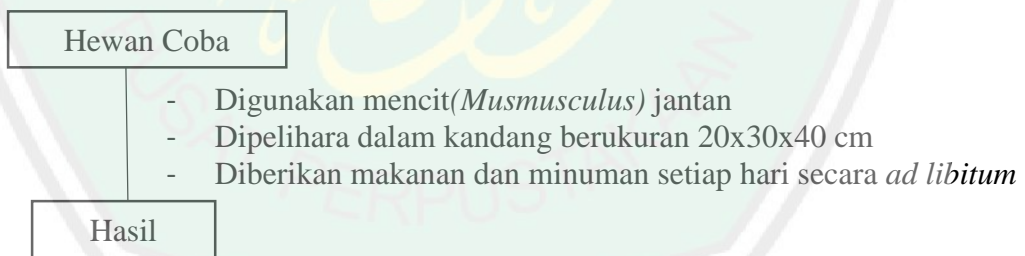 Hewan Coba
- Digunakan mencit(Musmusculus) jantan
- Dipelihara dalam kandang berukuran 20x30x40 cm
- Diberikan makanan dan minuman setiap hari secara ad libitum
Hasil